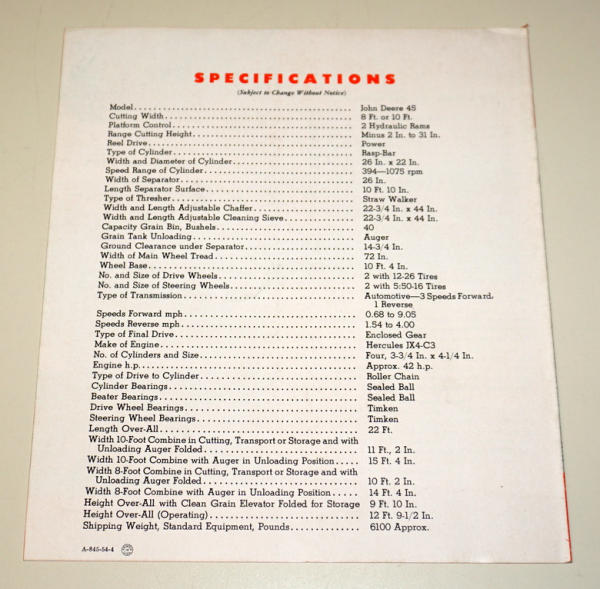 SPECIFICATIONS
(Subject to Change Without Notice)
Model . . . . . John Deere 45
Cutting Width . . . . . 8 Ft. or 10 Ft.
Platform Control . . . . . 2 Hydraulic Rams
Range Cutting Height . . . . . Minus 2 In. to 31 In.
Reel Drive . . . . . Power
Type of Cylinder . . . . . Rasp-Bar
Width and Diameter of Cylinder . . . . . 26 In. x 22 In.
Speed Range of Cylinder . . . . . 394—1075 rpm
Width of Separator . . . . . 26 In.
Length Separator Surface . . . . . 10 Ft. 10 In.
Type of Thresher . . . . . Straw Walker
Width and Length Adjustable Chaffer . . . . . 22-3/4 In. x 44 In.
Width and Length Adjustable Cleaning Sieve . . . . . 22-3/4 In. x 44 In.
Capacity Grain Bin, Bushels . . . . . 40
Grain Tank Unloading . . . . . Auger
Ground Clearance under Separator . . . . . 14-3/4 In.
Width of Main Wheel Tread . . . . . 72 In.
Wheel Base . . . . . 10 Ft. 4 In.
No. and Size of Drive Wheels . . . . . 2 with 12-26 Tires
No. and Size of Steering Wheels . . . . . 2 with 5:50-16 Tires
Type of Transmission . . . . . Automotive—3 Speeds Forward,
1 Reverse
Speeds Forward mph . . . . . 0.68 to 9.05
Speeds Reverse mph . . . . . 1.54 to 4.00
Type of Final Drive . . . . . Enclosed Gear
Make of Engine . . . . . Hercules JX4-C3
No. of Cylinders and Size . . . . . Four, 3-3/4 In. x 4-1/4 In.
Engine h.p. . . . . . Approx. 42 h.p.
Type of Drive to Cylinder . . . . . Roller Chain
Cylinder Bearings . . . . . Sealed Ball
Beater Bearings . . . . . Sealed Ball
Drive Wheel Bearings . . . . . Timken
Steering Wheel Bearings . . . . . Timken
Length Over-All . . . . . 22 Ft.
Width 10-Foot Combine in Cutting, Transport or Storage and with
Unloading Auger Folded . . . . . 11 Ft., 2 In.
Width 10-Foot Combine with Auger in Unloading Position . . . . . 15 Ft. 4 In.
Width 8-Foot Combine in Cutting, Transport or Storage and with
Unloading Auger Folded . . . . . 10 Ft. 2 In.
Width 8-Foot Combine with Auger in Unloading Position . . . . . 14 Ft. 4 In.
Height Over-All with Clean Grain Elevator Folded for Storage 9 Ft. 10 In.
Height Over-All (Operating) . . . . . 12 Ft. 9-1/2 In.
Shipping Weight, Standard Equipment, Pounds . . . . . 6100 Approx.
A-845-54-4